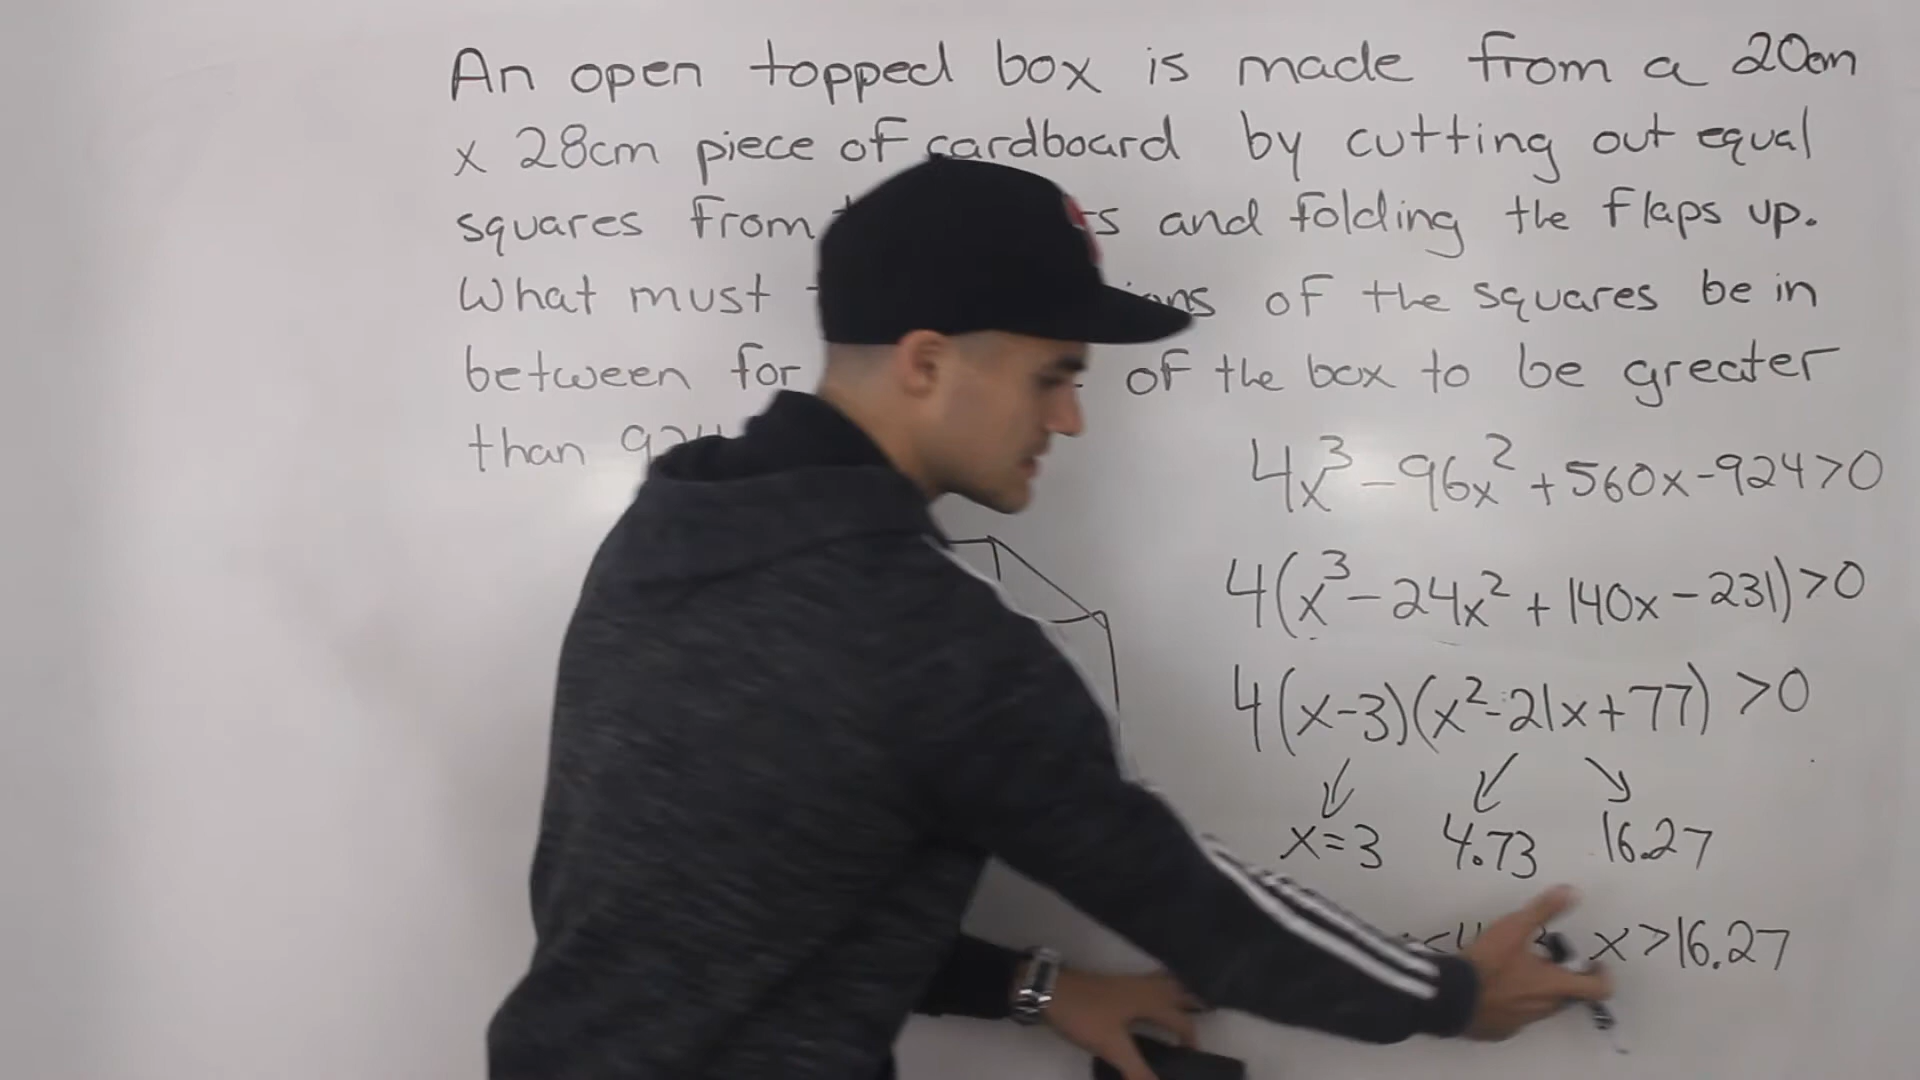 An open topped box is made from a 20cm
x 28cm piece of cardboard by cutting out equal
squares from and folding the flaps up.
What must of the squares be in
between for of the box to be greater
than
4x³-96x²+560x-924>0
4(x³-24x²+140x-231)>0
4(x-3)(x²-21x+77)>0
x=3 4.73 16.27
x>16.27